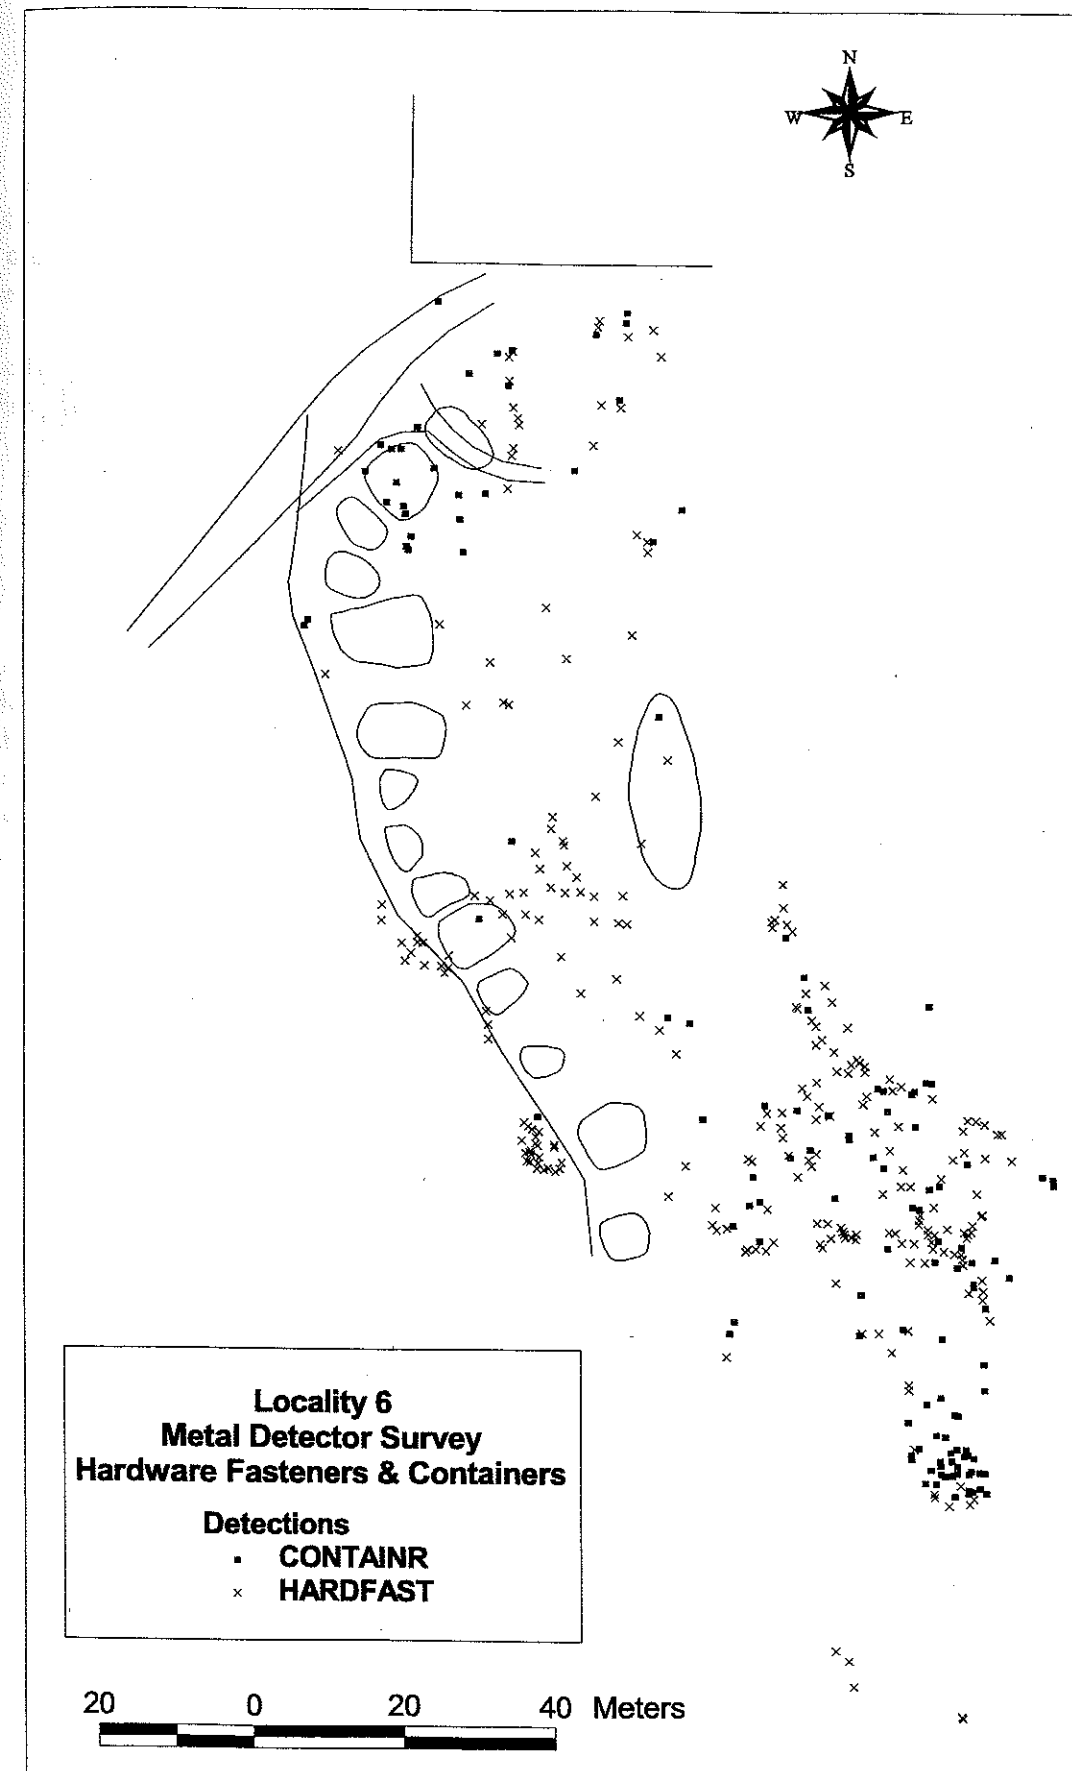 N
W E
S
Locality 6
Metal Detector Survey
Hardware Fasteners & Containers
Detections
CONTAINR
HARDFAST
20 0 20 40 Meters